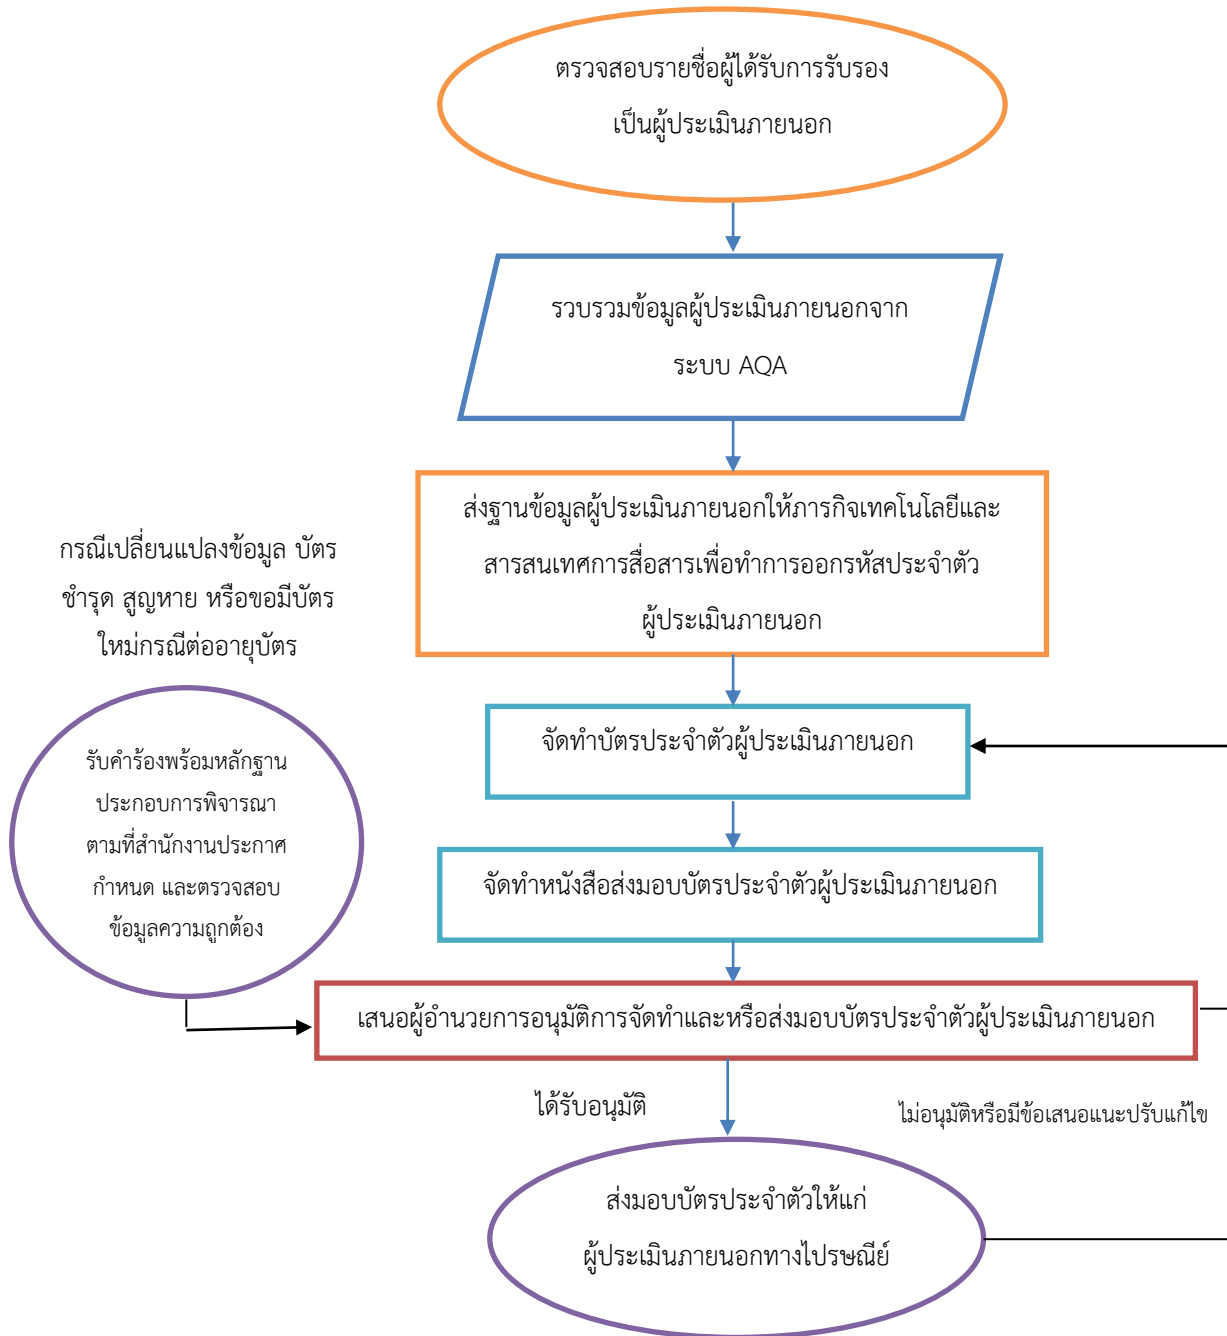 ตรวจสอบรายชื่อผู้ได้รับการรับรอง
เป็นผู้ประเมินภายนอก
รวบรวมข้อมูลผู้ประเมินภายนอกจาก
ระบบ AQA
ส่งฐานข้อมูลผู้ประเมินภายนอกให้ภารกิจเทคโนโลยีและ
สารสนเทศการสื่อสารเพื่อทำการออกรหัสประจำตัว
ผู้ประเมินภายนอก
กรณีเปลี่ยนแปลงข้อมูล บัตร
ชำรุด สูญหาย หรือขอมีบัตร
ใหม่กรณีต่ออายุบัตร
จัดทำบัตรประจำตัวผู้ประเมินภายนอก
รับคำร้องพร้อมหลักฐาน
ประกอบการพิจารณา
ตามที่สำนักงานประกาศ
กำหนด และตรวจสอบ
ข้อมูลความถูกต้อง
จัดทำหนังสือส่งมอบบัตรประจำตัวผู้ประเมินภายนอก
เสนอผู้อำนวยการอนุมัติการจัดทำและหรือส่งมอบบัตรประจำตัวผู้ประเมินภายนอก
ได้รับอนุมัติ
ไม่อนุมัติหรือมีข้อเสนอแนะปรับแก้ไข
ส่งมอบบัตรประจำตัวให้แก่
ผู้ประเมินภายนอกทางไปรษณีย์